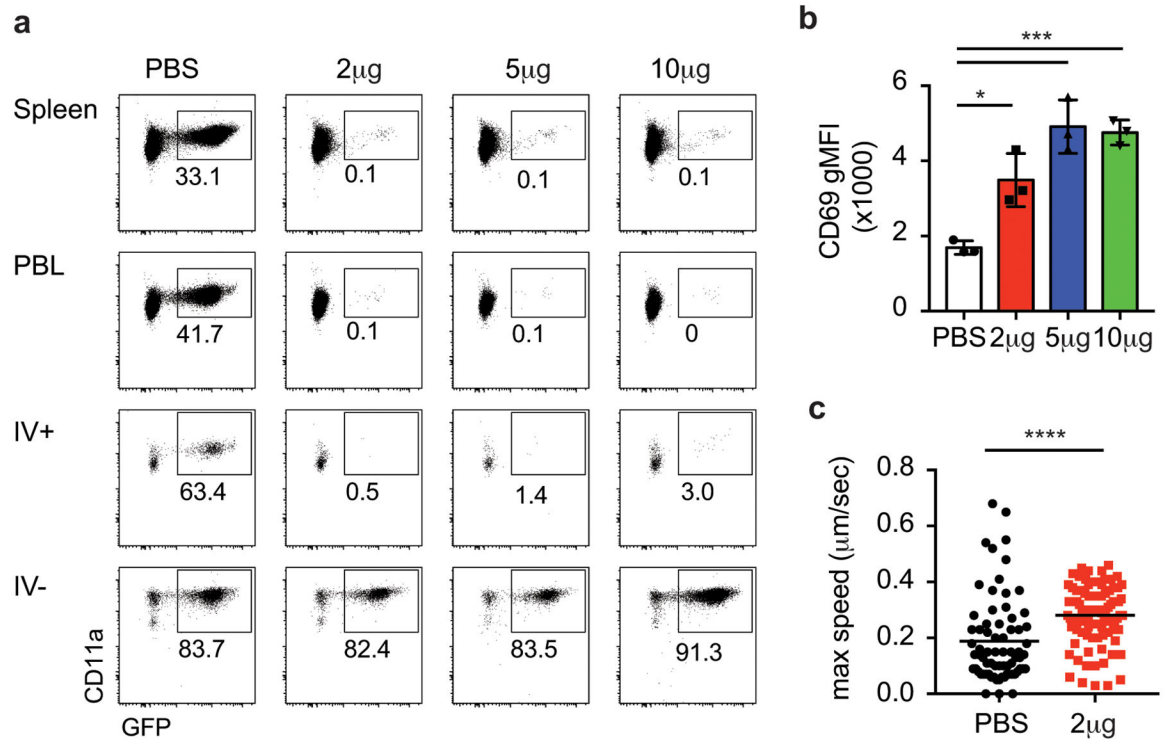 a
PBS 2μg 5μg 10μg
Spleen
33.1 0.1 0.1 0.1
PBL
41.7 0.1 0.1 0
IV+
63.4 0.5 1.4 3.0
IV-
83.7 82.4 83.5 91.3
CD11a
GFP
b
***
*
6
4
2
0
CD69 gMFI
(x1000)
PBS 2μg 5μg 10μg
c
****
0.8
0.6
0.4
0.2
0.0
max speed (μm/sec)
PBS 2μg